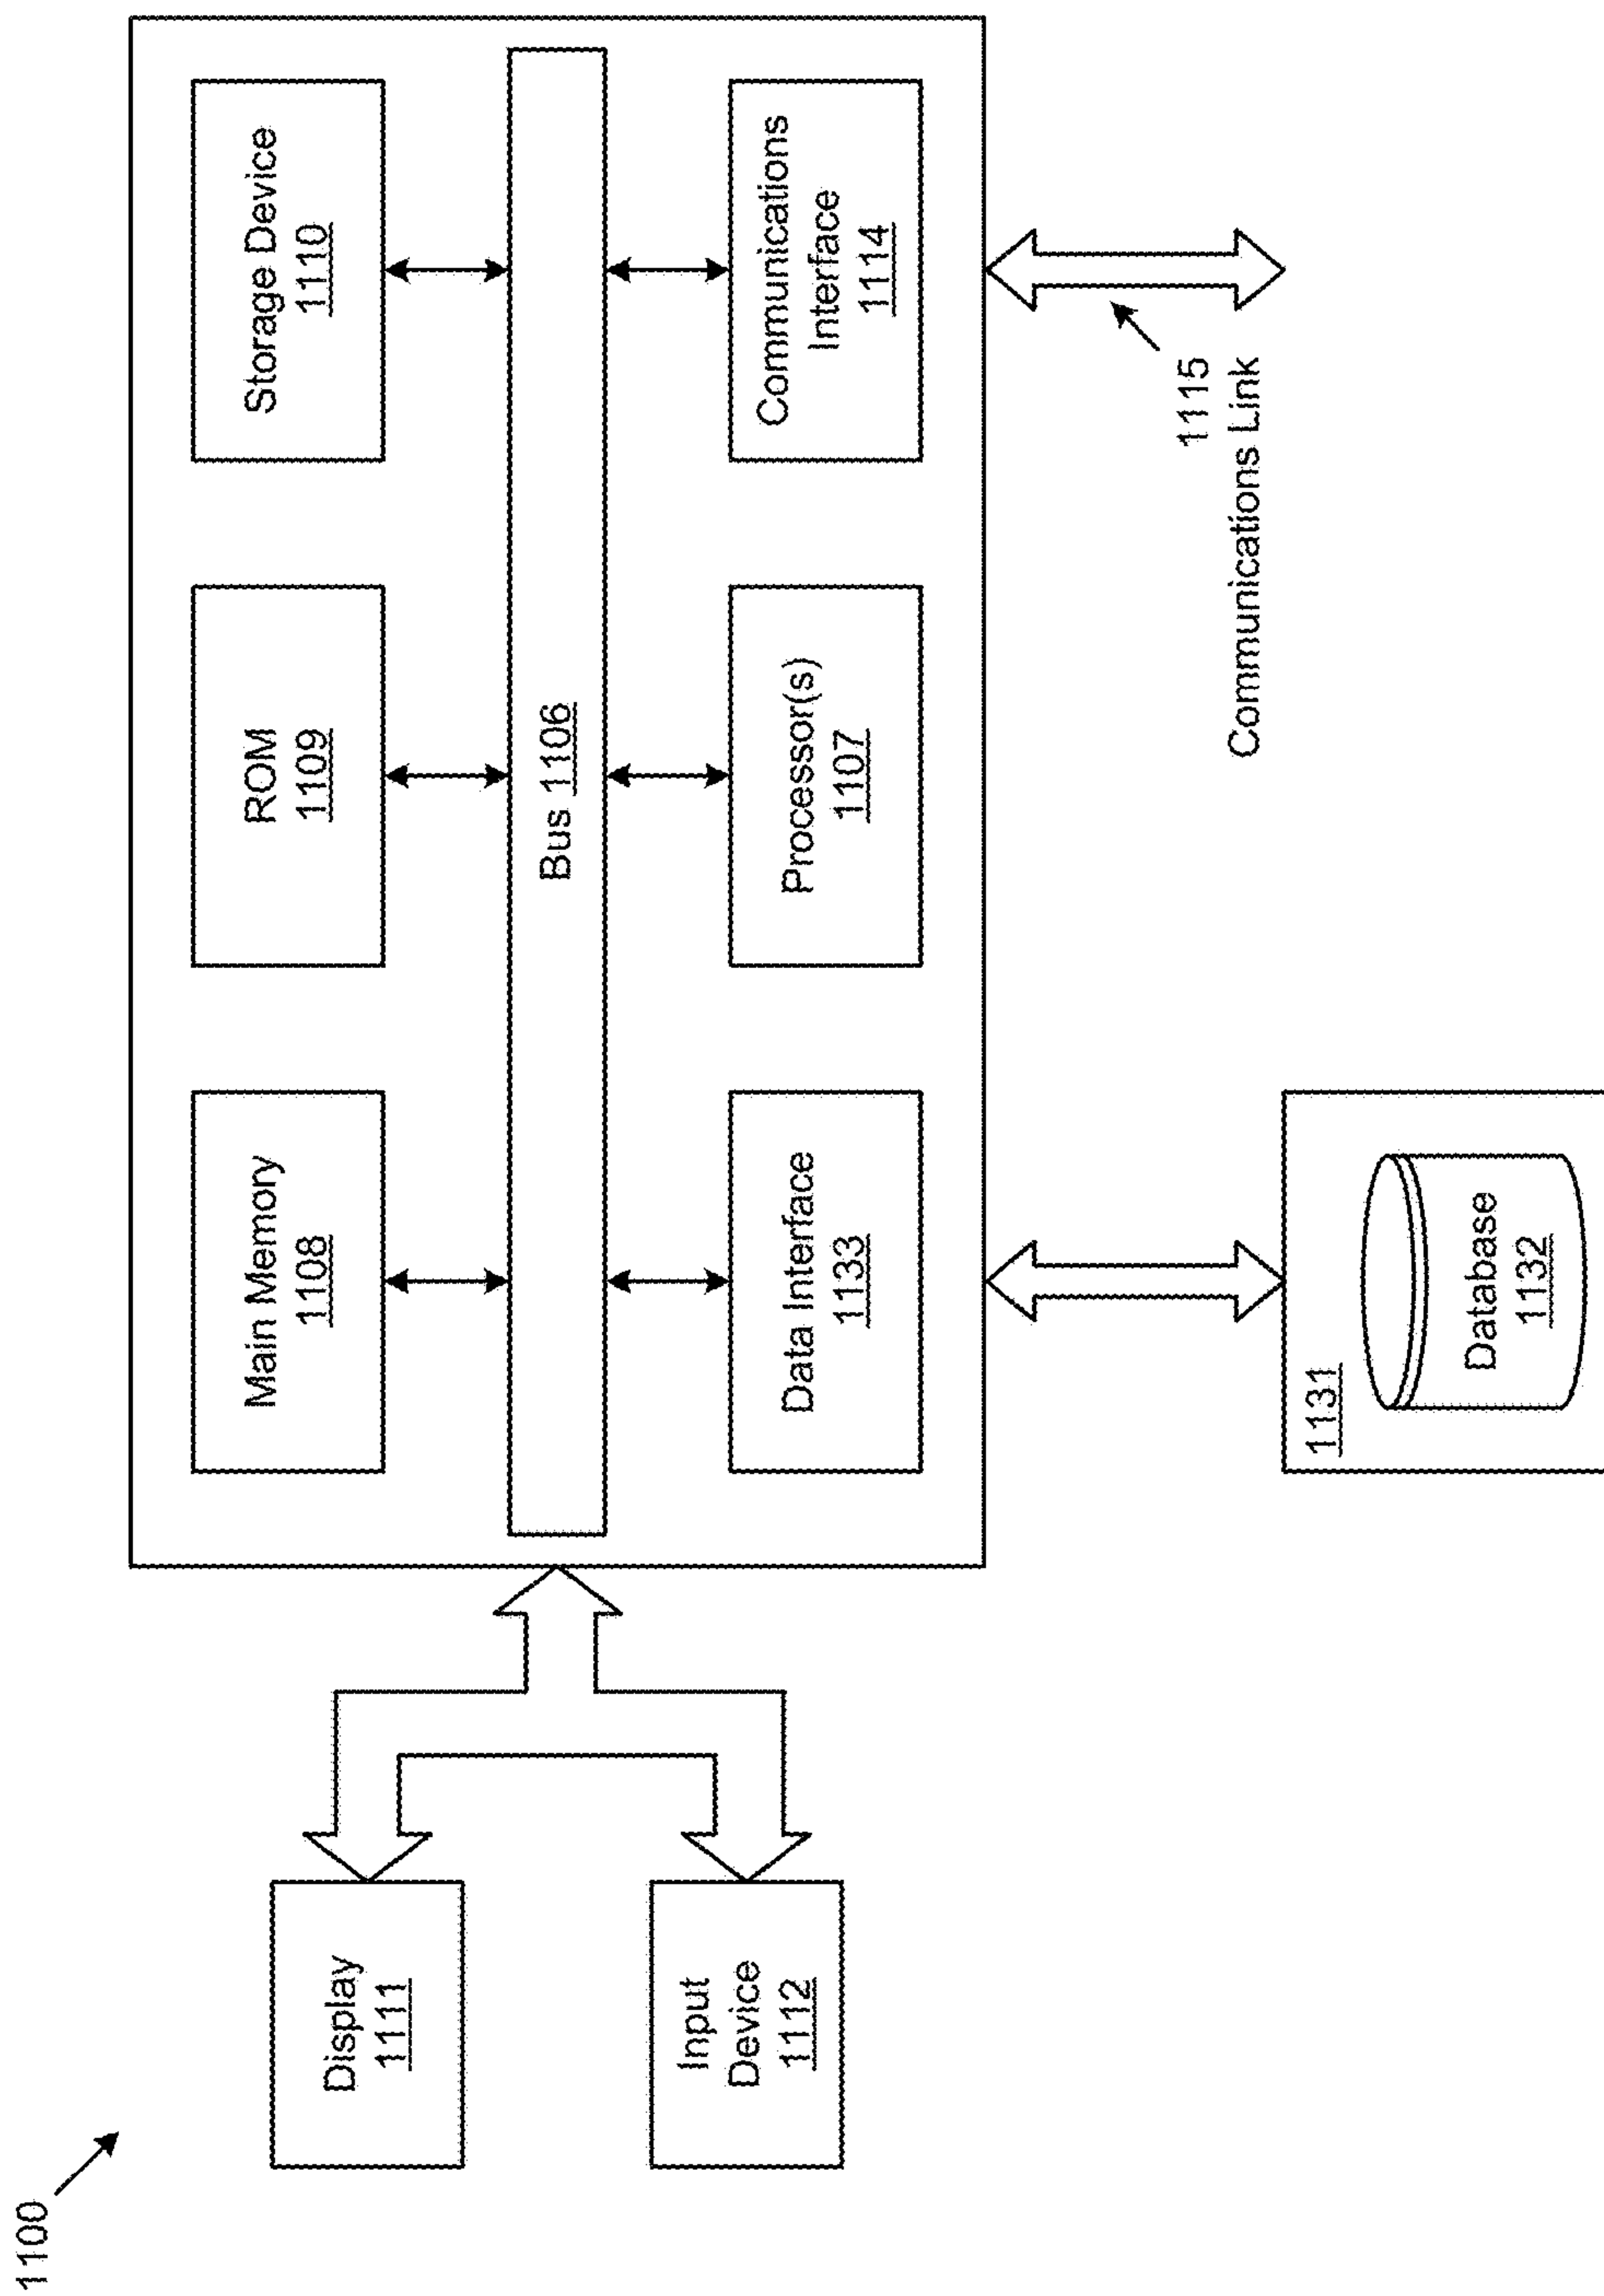 1100
Display
1111
Input
Device
1112
Main Memory
1108
ROM
1109
Storage Device
1110
Bus 1106
Data Interface
1133
Processor(s)
1107
Communications
Interface
1114
1115
Communications Link
1131
Database
1132